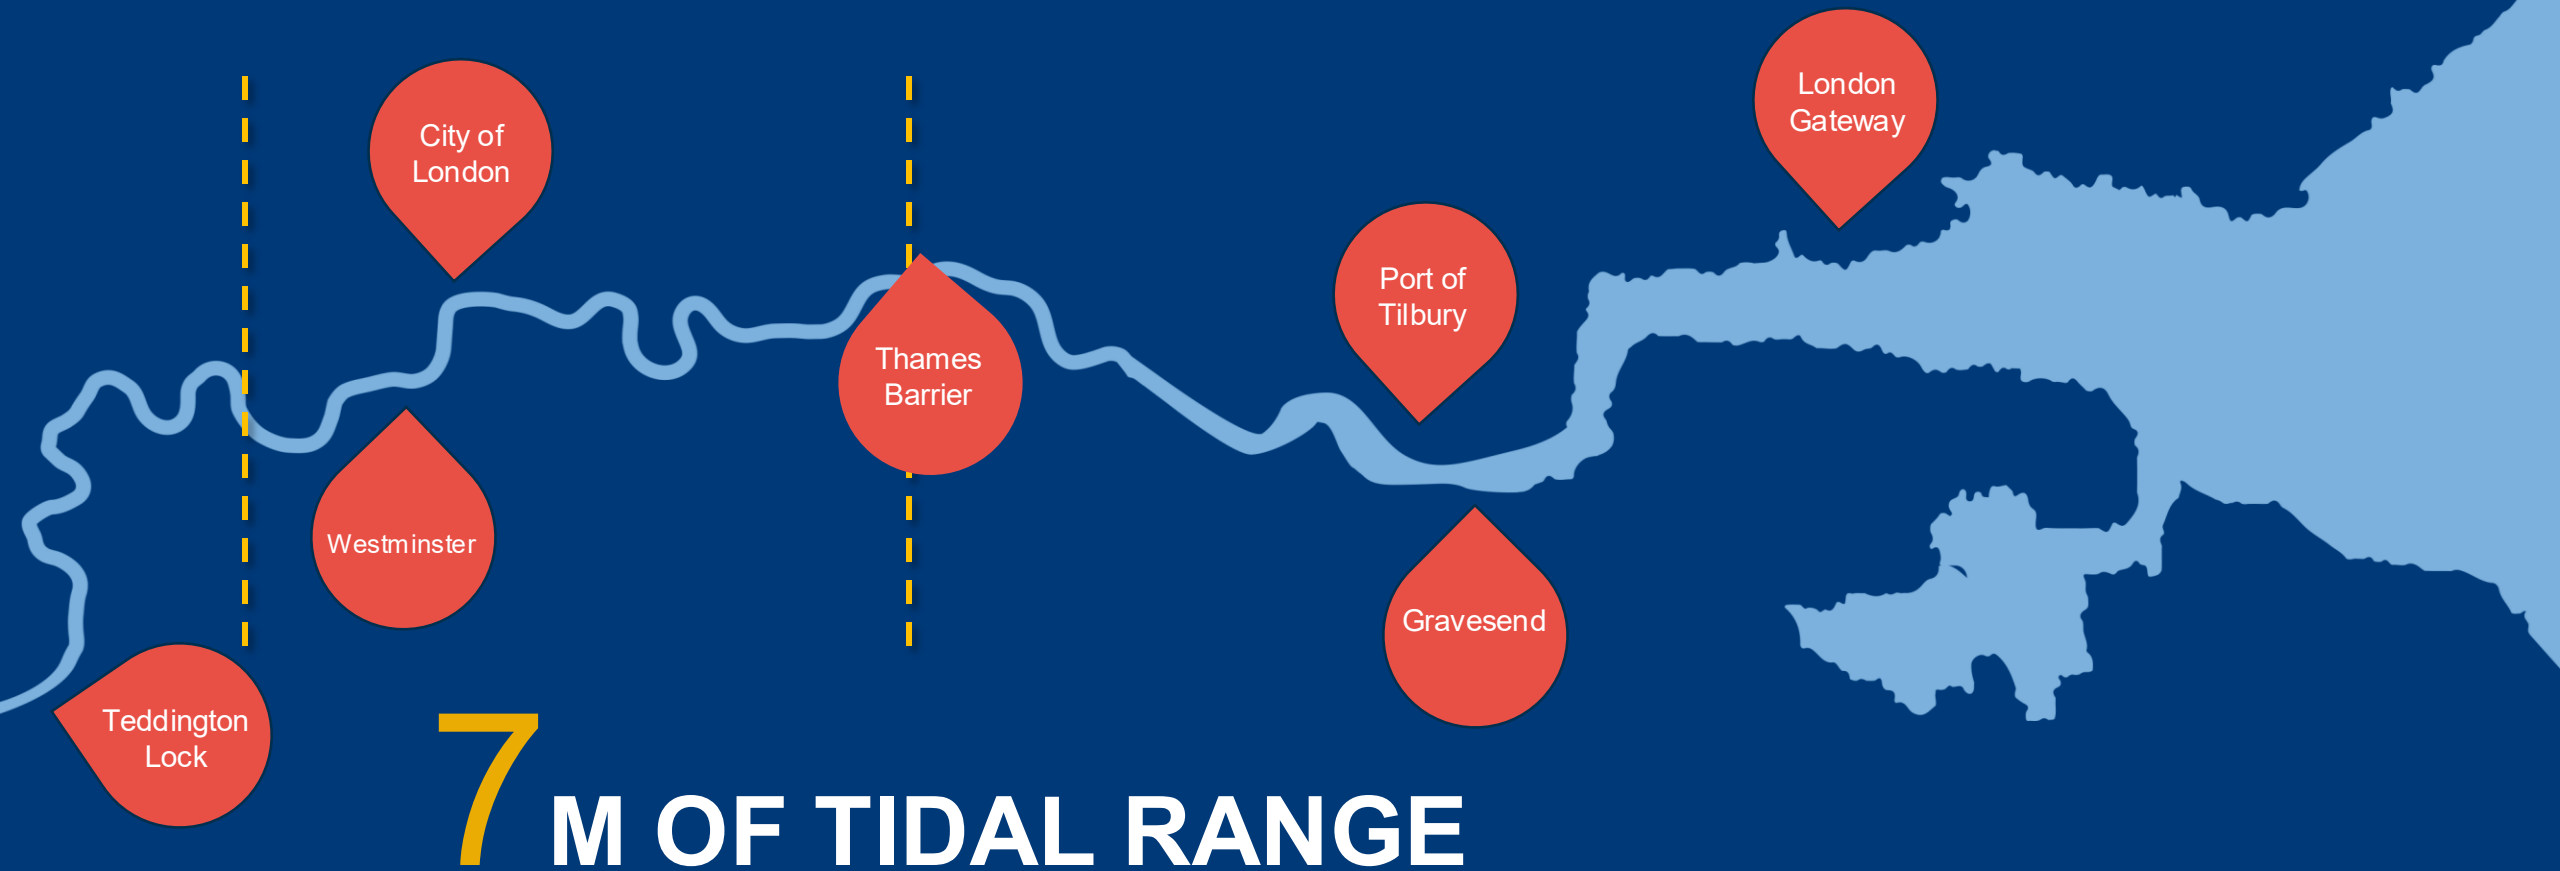 London
Gateway
City of
London
Port of
Tilbury
Thames
Barrier
Westminster
Gravesend
Teddington
Lock
7 M OF TIDAL RANGE